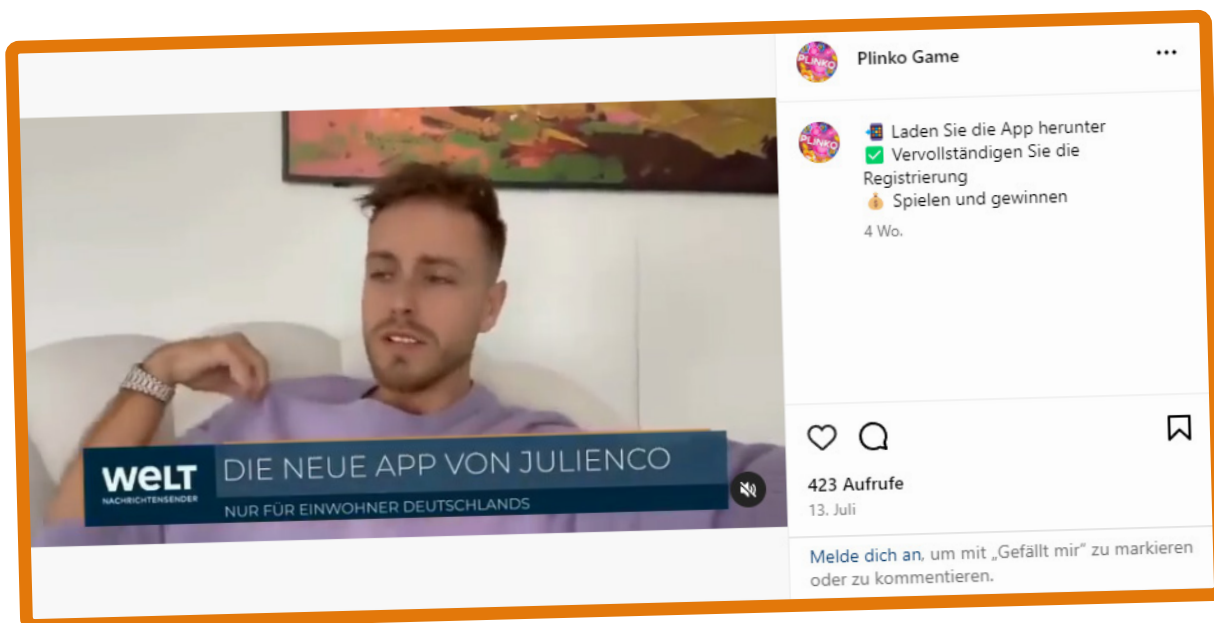 PLINKO
Plinko Game
PLINKO
Laden Sie die App herunter
Vervollständigen Sie die
Registrierung
Spielen und gewinnen
4 Wo.
WELT
NACHRICHTENSENDER
DIE NEUE APP VON JULIENCO
NUR FÜR EINWOHNER DEUTSCHLANDS
423 Aufrufe
13. Juli
Melde dich an, um mit „Gefällt mir“ zu markieren
oder zu kommentieren.